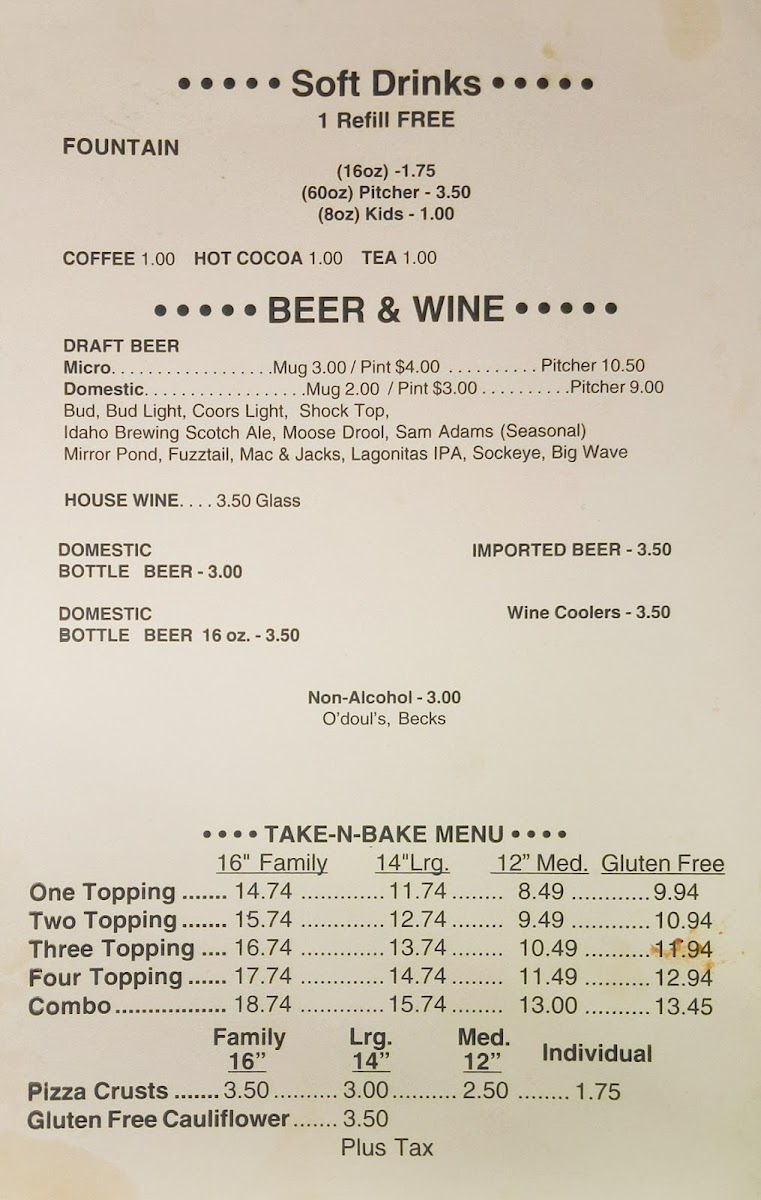 ••••• Soft Drinks •••••
1 Refill FREE
FOUNTAIN
(16oz) -1.75
(60oz) Pitcher - 3.50
(8oz) Kids - 1.00
COFFEE 1.00 HOT COCOA 1.00 TEA 1.00
••••• BEER & WINE •••••
DRAFT BEER
Micro. . . . . . . . . . . . . . . . .Mug 3.00 / Pint $4.00 . . . . . . . . . . Pitcher 10.50
Domestic. . . . . . . . . . . . . . . . .Mug 2.00 / Pint $3.00 . . . . . . . . . .Pitcher 9.00
Bud, Bud Light, Coors Light, Shock Top,
Idaho Brewing Scotch Ale, Moose Drool, Sam Adams (Seasonal)
Mirror Pond, Fuzztail, Mac & Jacks, Lagonitas IPA, Sockeye, Big Wave
HOUSE WINE. . . . 3.50 Glass
DOMESTIC IMPORTED BEER - 3.50
BOTTLE BEER - 3.00
DOMESTIC Wine Coolers - 3.50
BOTTLE BEER 16 oz. - 3.50
Non-Alcohol - 3.00
O'doul's, Becks
•••• TAKE-N-BAKE MENU ••••
16" Family 14"Lrg. 12” Med. Gluten Free
One Topping ....... 14.74 ............11.74........ 8.49 ............9.94
Two Topping ....... 15.74 ............12.74........ 9.49 ............10.94
Three Topping .... 16.74 ............13.74........ 10.49 ..........11.94
Four Topping ...... 17.74 ............14.74........ 11.49 ..........12.94
Combo................. 18.74 ............15.74........ 13.00 ..........13.45
Family Lrg. Med. Individual
16” 14” 12”
Pizza Crusts .......3.50.......... 3.00.......... 2.50 ........ 1.75
Gluten Free Cauliflower....... 3.50
Plus Tax